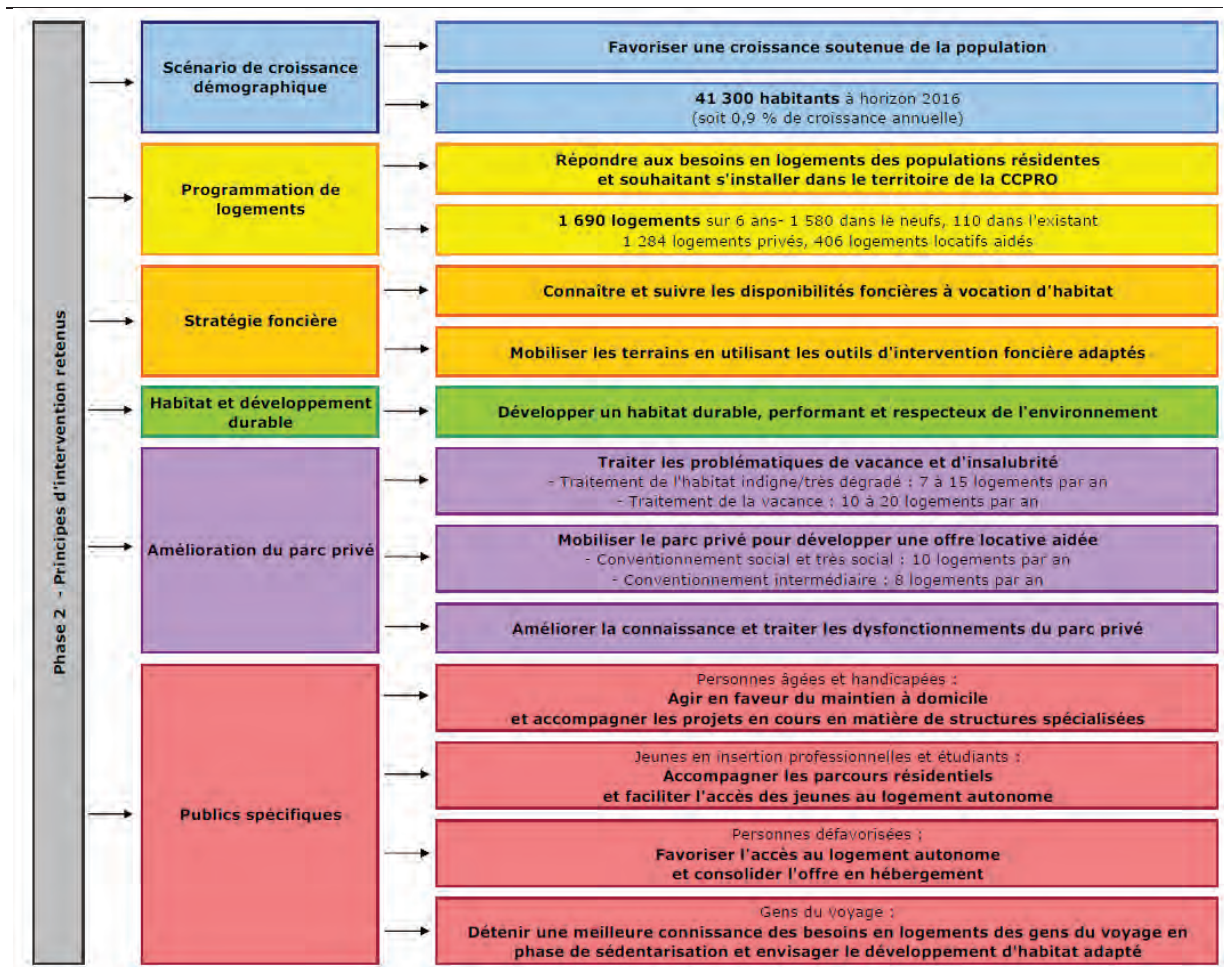 Phase 2 - Principes d'intervention retenus
Scénario de croissance
démographique
Favoriser une croissance soutenue de la population
41 300 habitants à horizon 2016
(soit 0,9 % de croissance annuelle)
Programmation de
logements
Répondre aux besoins en logements des populations résidentes
et souhaitant s'installer dans le territoire de la CCPRO
1 690 logements sur 6 ans- 1 580 dans le neufs, 110 dans l'existant
1 284 logements privés, 406 logements locatifs aidés
Stratégie foncière
Connaître et suivre les disponibilités foncières à vocation d'habitat
Mobiliser les terrains en utilisant les outils d'intervention foncière adaptés
Habitat et développement
durable
Développer un habitat durable, performant et respecteux de l'environnement
Amélioration du parc privé
Traiter les problématiques de vacance et d'insalubrité
- Traitement de l'habitat indigne/très dégradé : 7 à 15 logements par an
- Traitement de la vacance : 10 à 20 logements par an
Mobiliser le parc privé pour développer une offre locative aidée
- Conventionnement social et très social : 10 logements par an
- Conventionnement intermédiaire : 8 logements par an
Améliorer la connaissance et traiter les dysfonctionnements du parc privé
Publics spécifiques
Personnes âgées et handicapées :
Agir en faveur du maintien à domicile
et accompagner les projets en cours en matière de structures spécialisées
Jeunes en insertion professionnelles et étudiants :
Accompagner les parcours résidentiels
et faciliter l'accès des jeunes au logement autonome
Personnes défavorisées :
Favoriser l'accès au logement autonome
et consolider l'offre en hébergement
Gens du voyage :
Détenir une meilleure connissance des besoins en logements des gens du voyage en
phase de sédentarisation et envisager le développement d'habitat adapté